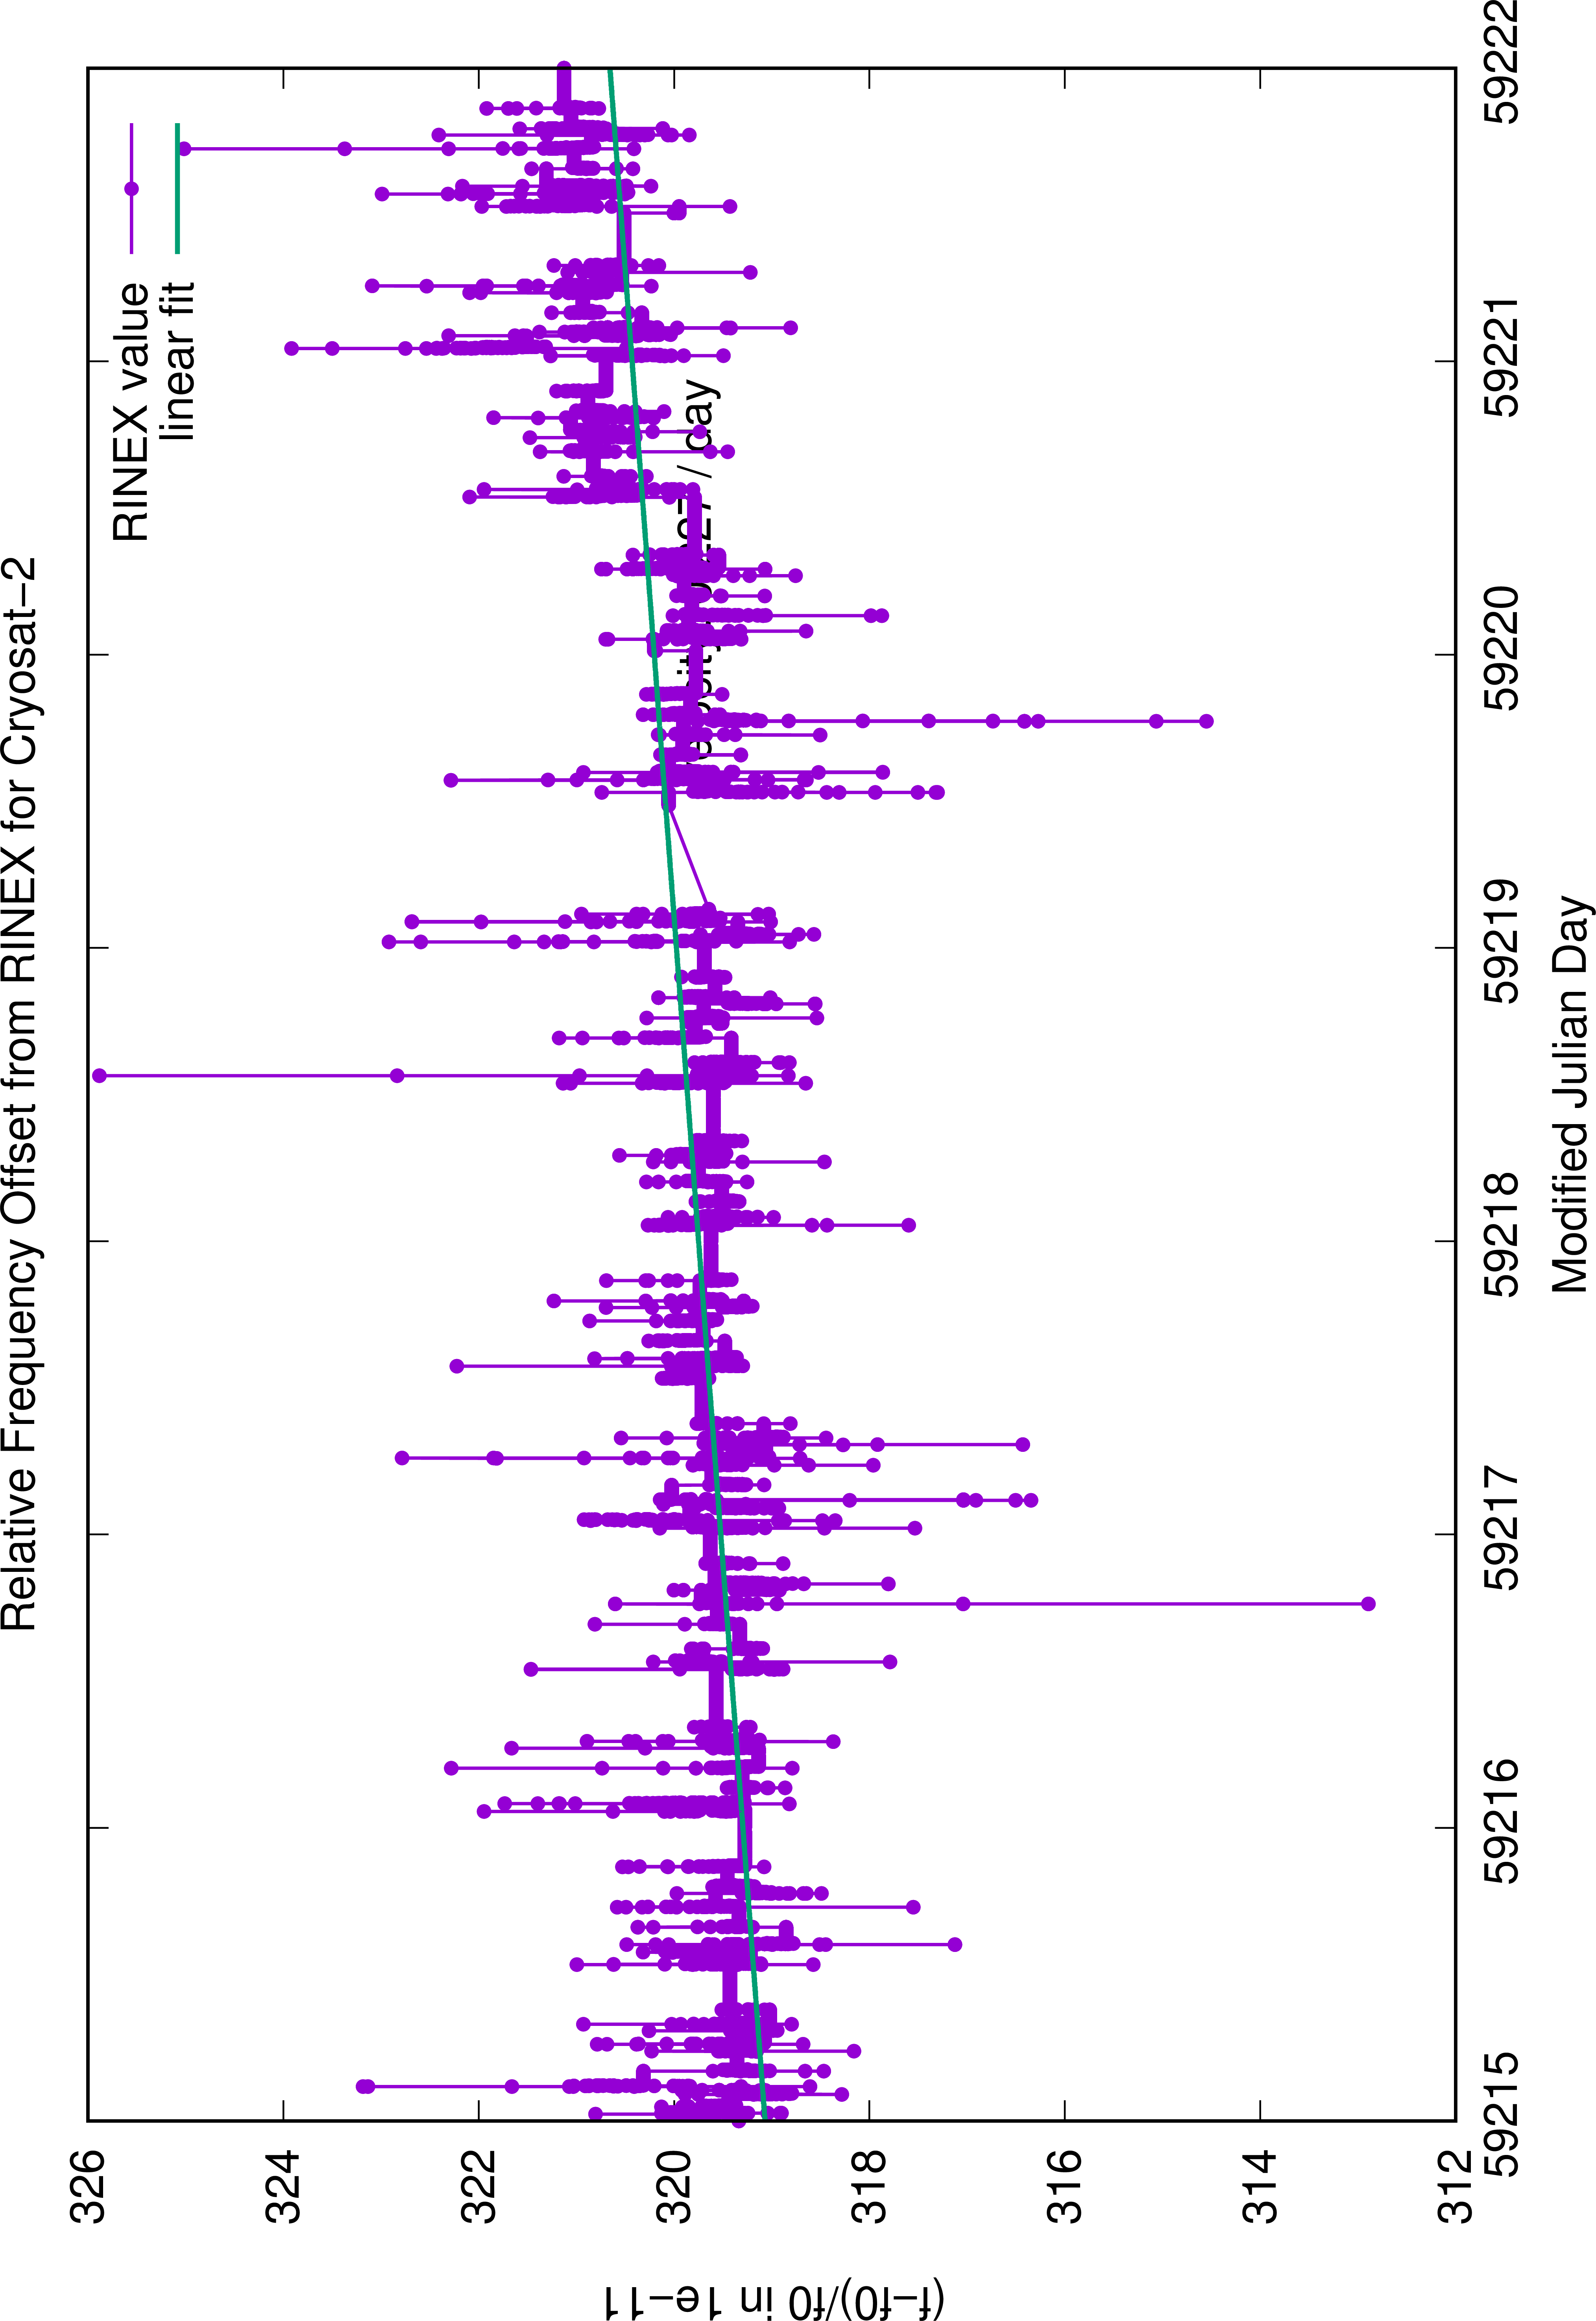 Relative Frequency Offset from RINEX for Cryosat−2
RINEX value
linear fit
/ day
326
324
322
320
318
316
314
312
(f−f0)/f0 in 1e−11
59215
59216
59217
59218
59219
59220
59221
59222
Modified Julian Day